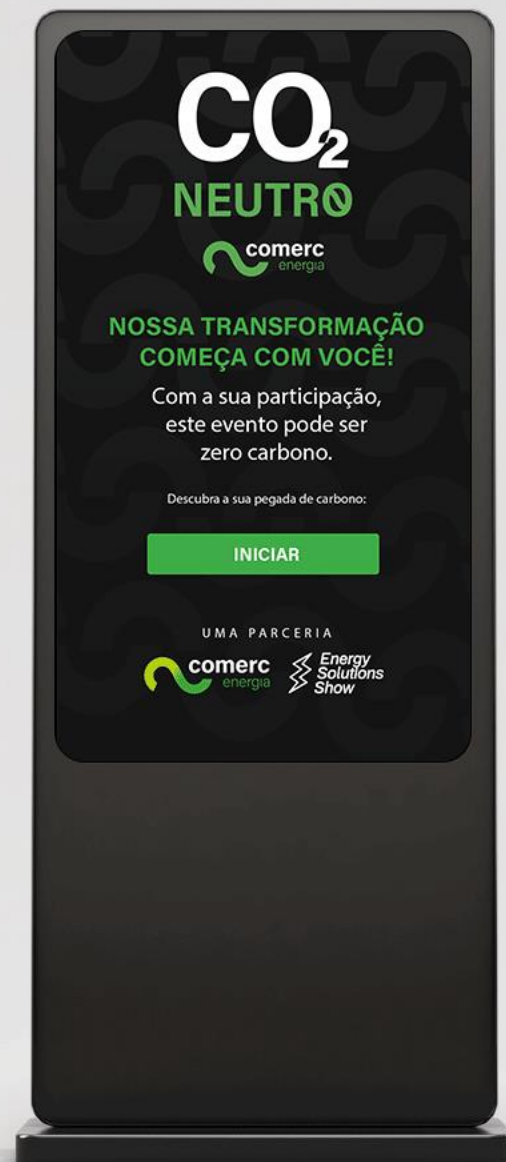 CO₂
NEUTRO
comerc
energia
NOSSA TRANSFORMAÇÃO
COMEÇA COM VOCÊ!
Com a sua participação,
este evento pode ser
zero carbono.
Descubra a sua pegada de carbono:
INICIAR
UMA PARCERIA
comerc
energia
Energy
Solutions
Show